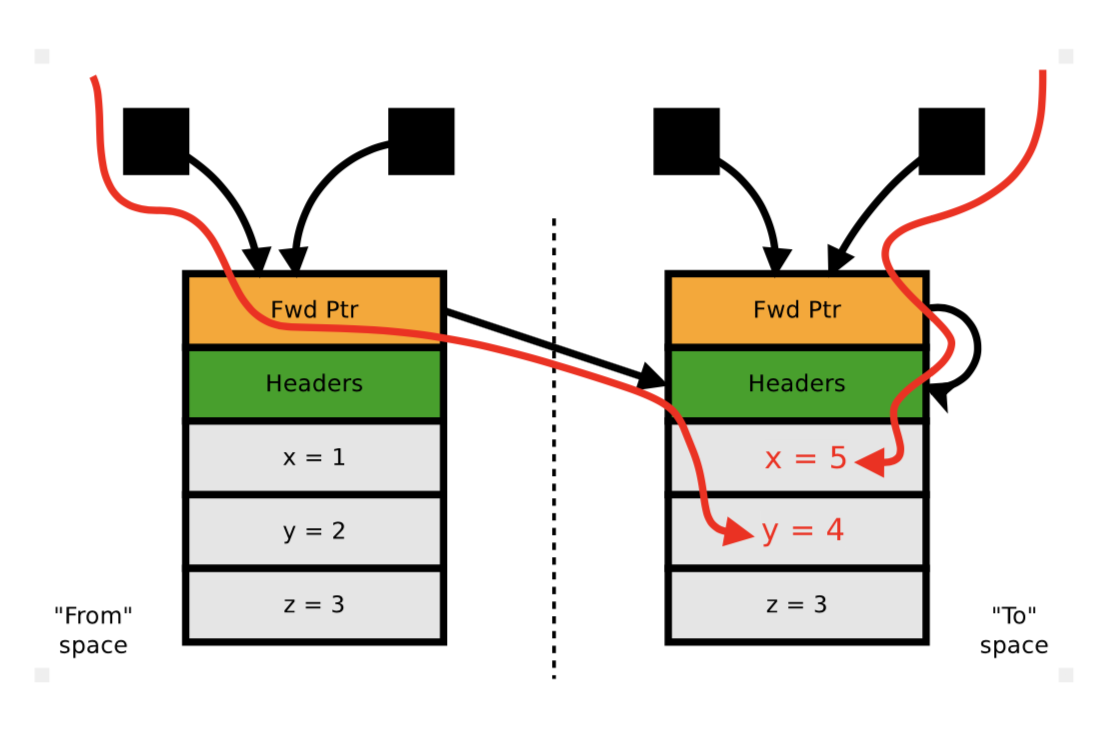 Fwd Ptr
Headers
x = 1
y = 2
z = 3
"From"
space
Fwd Ptr
Headers
x = 5
y = 4
z = 3
"To"
space